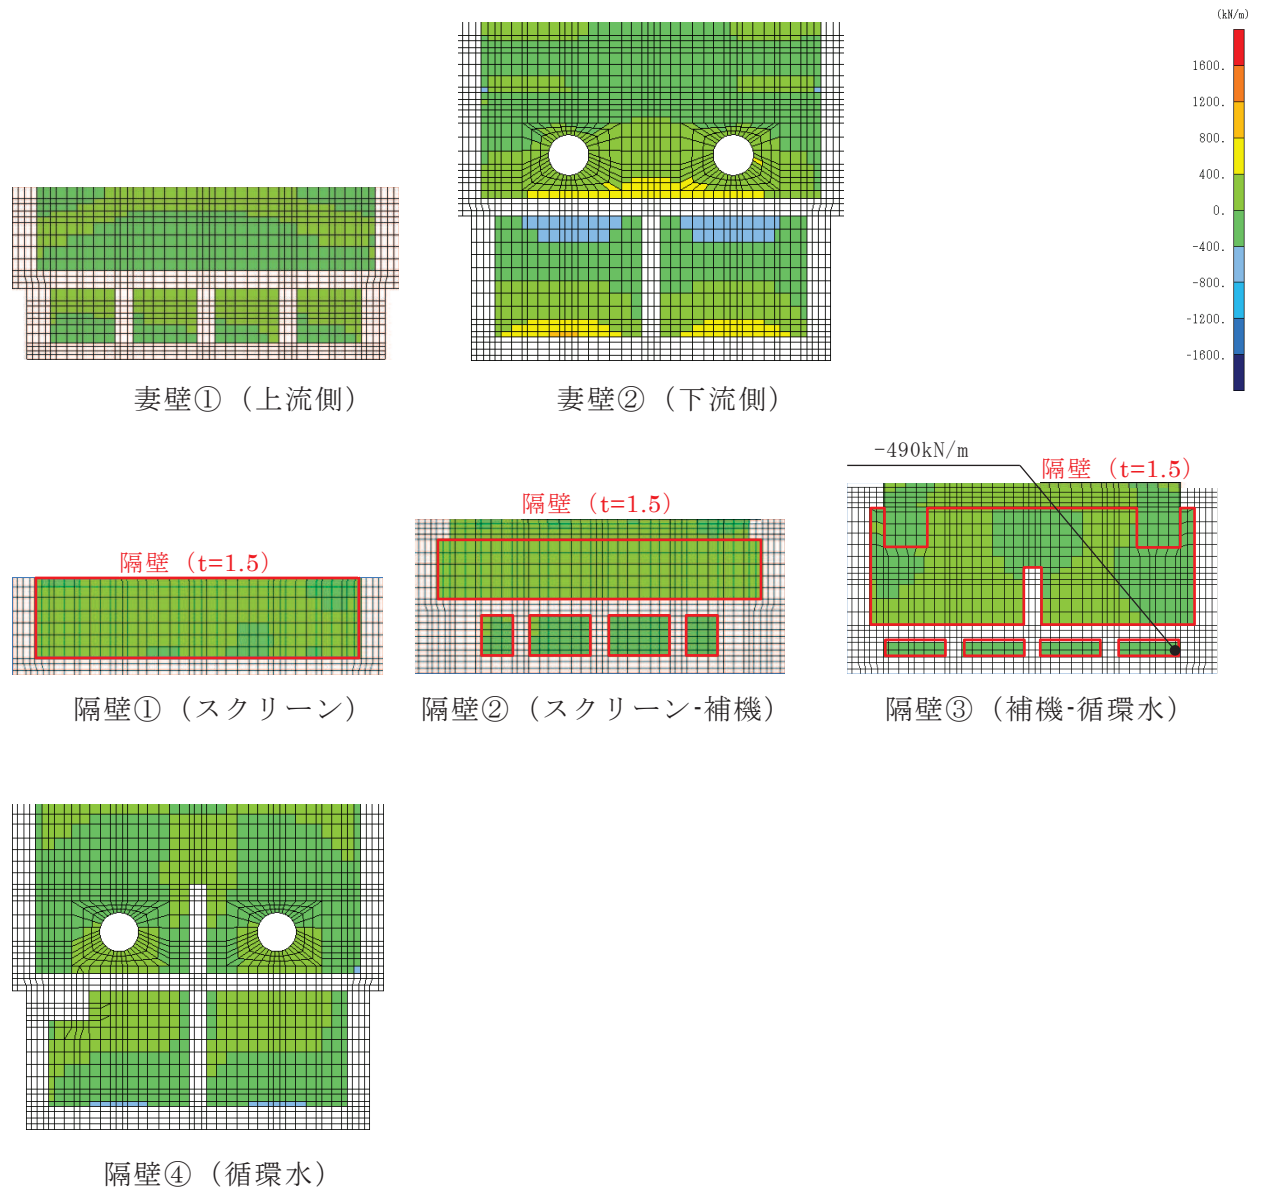 (kN/m)
1600.
1200.
800.
400.
0.
-400.
-800.
-1200.
-1600.
妻壁①（上流側）
妻壁②（下流側）
-490kN/m
隔壁（t=1.5）
隔壁（t=1.5）
隔壁（t=1.5）
隔壁①（スクリーン）
隔壁②（スクリーン-補機）
隔壁③（補機-循環水）
隔壁④（循環水）